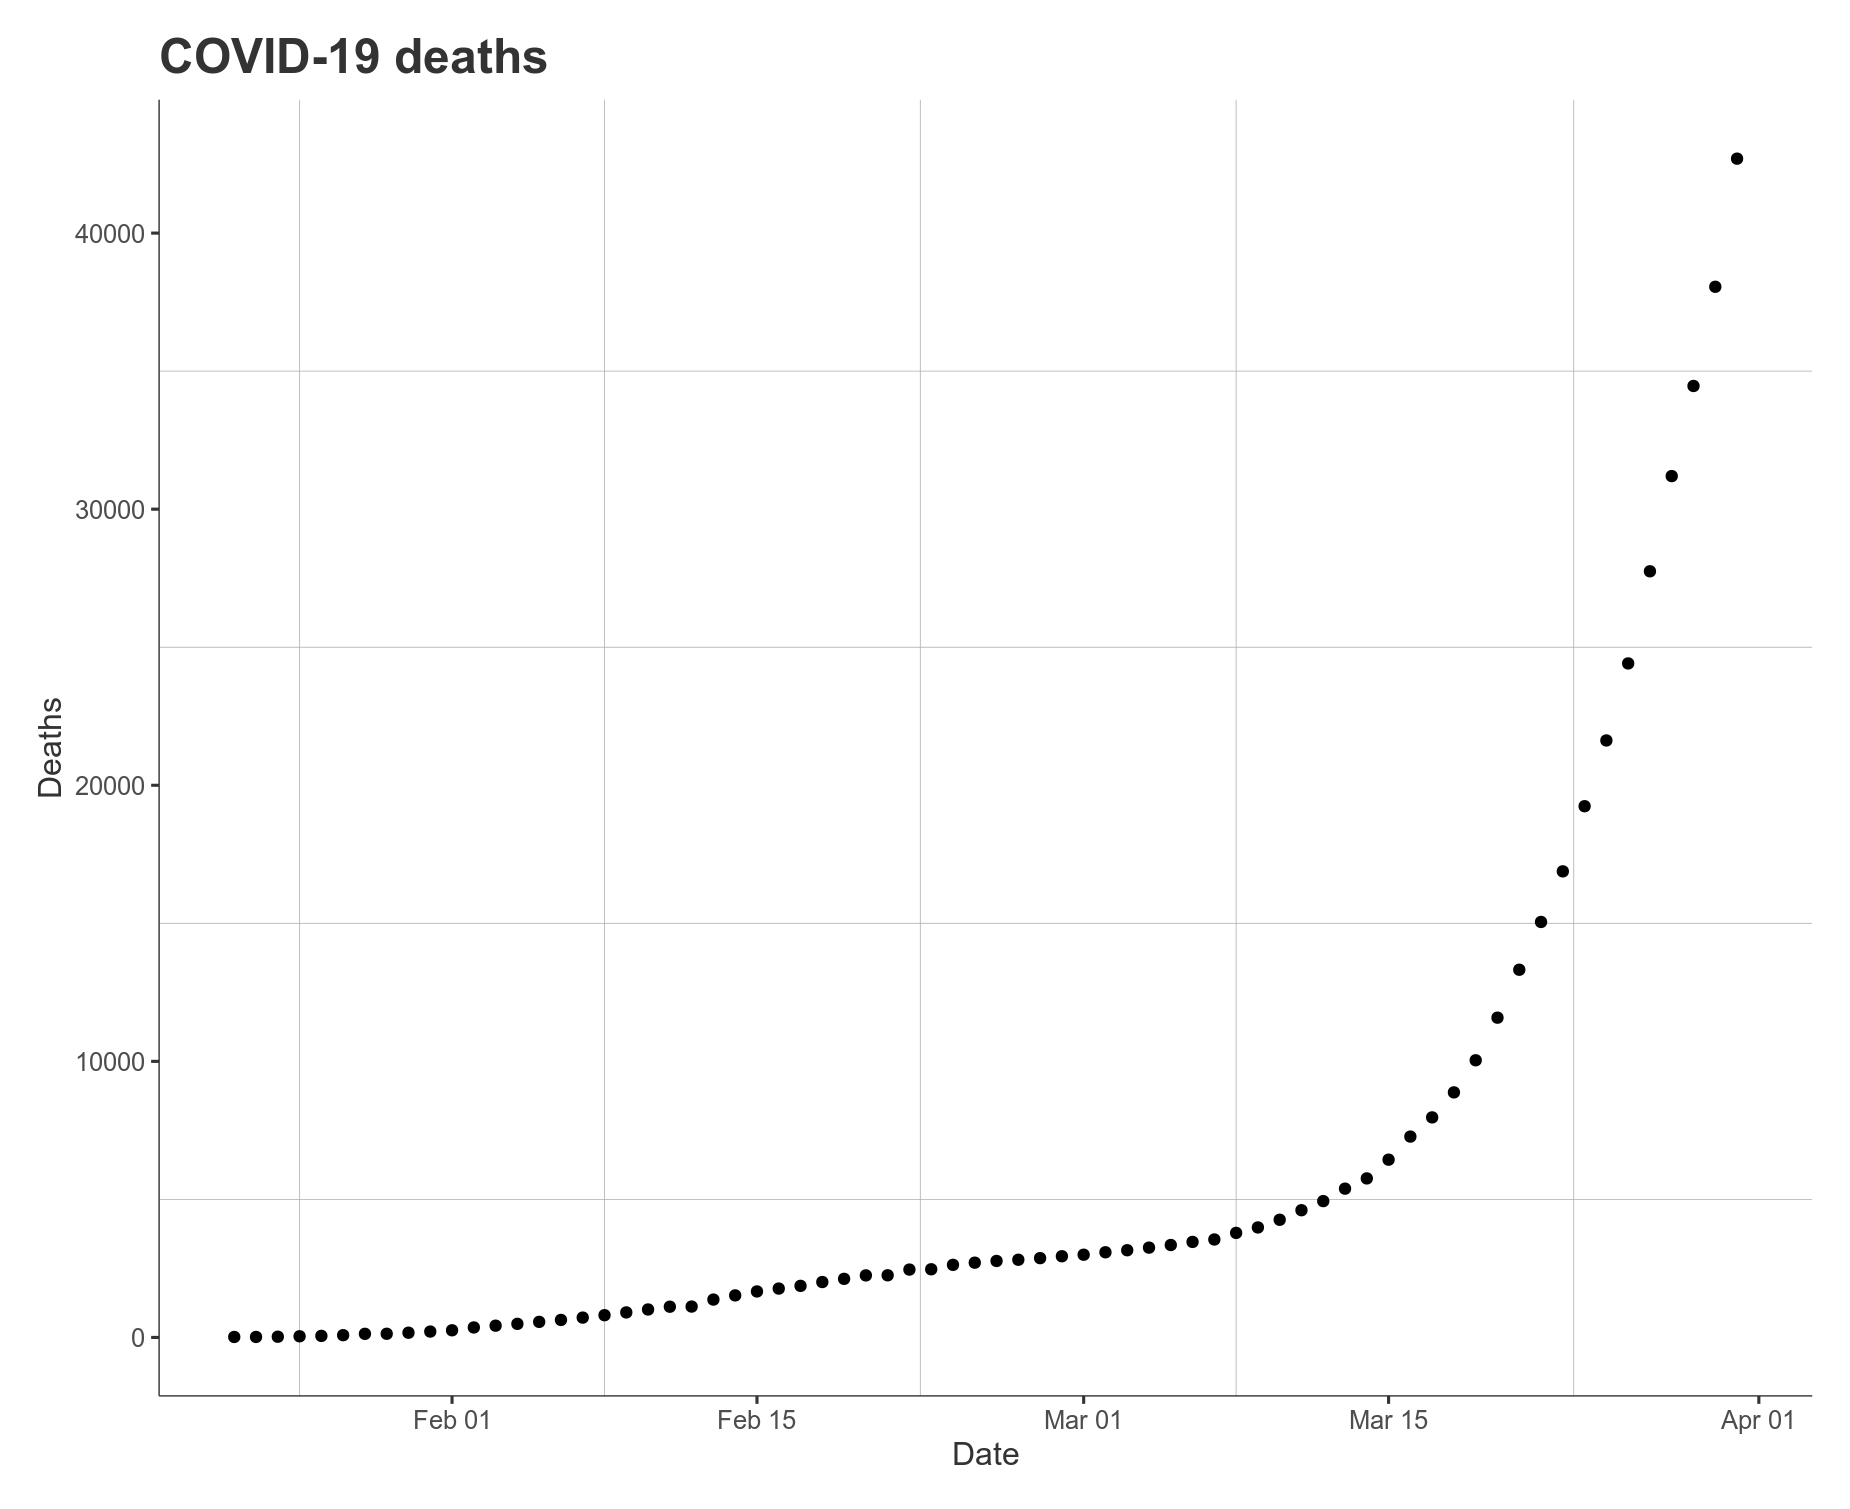 COVID-19 deaths
Deaths
40000
30000
20000
10000
0
Feb 01
Feb 15
Mar 01
Mar 15
Apr 01
Date